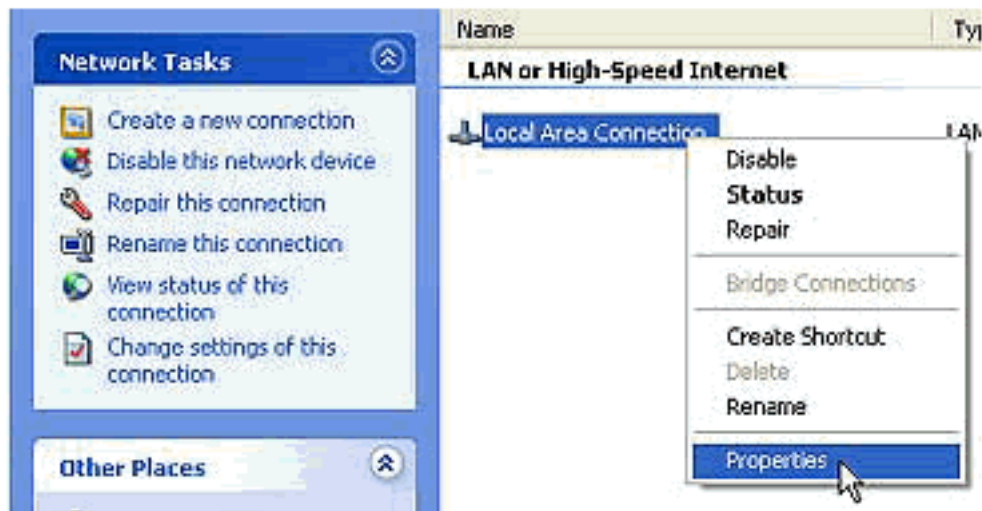 Network Tasks
Create a new connection
Disable this network device
Repair this connection
Rename this connection
View status of this
connection
Change settings of this
connection
Other Places
Name
LAN or High-Speed Internet
Local Area Connection
Disable
Status
Repair
Bridge Connections
Create Shortcut
Delete
Rename
Properties